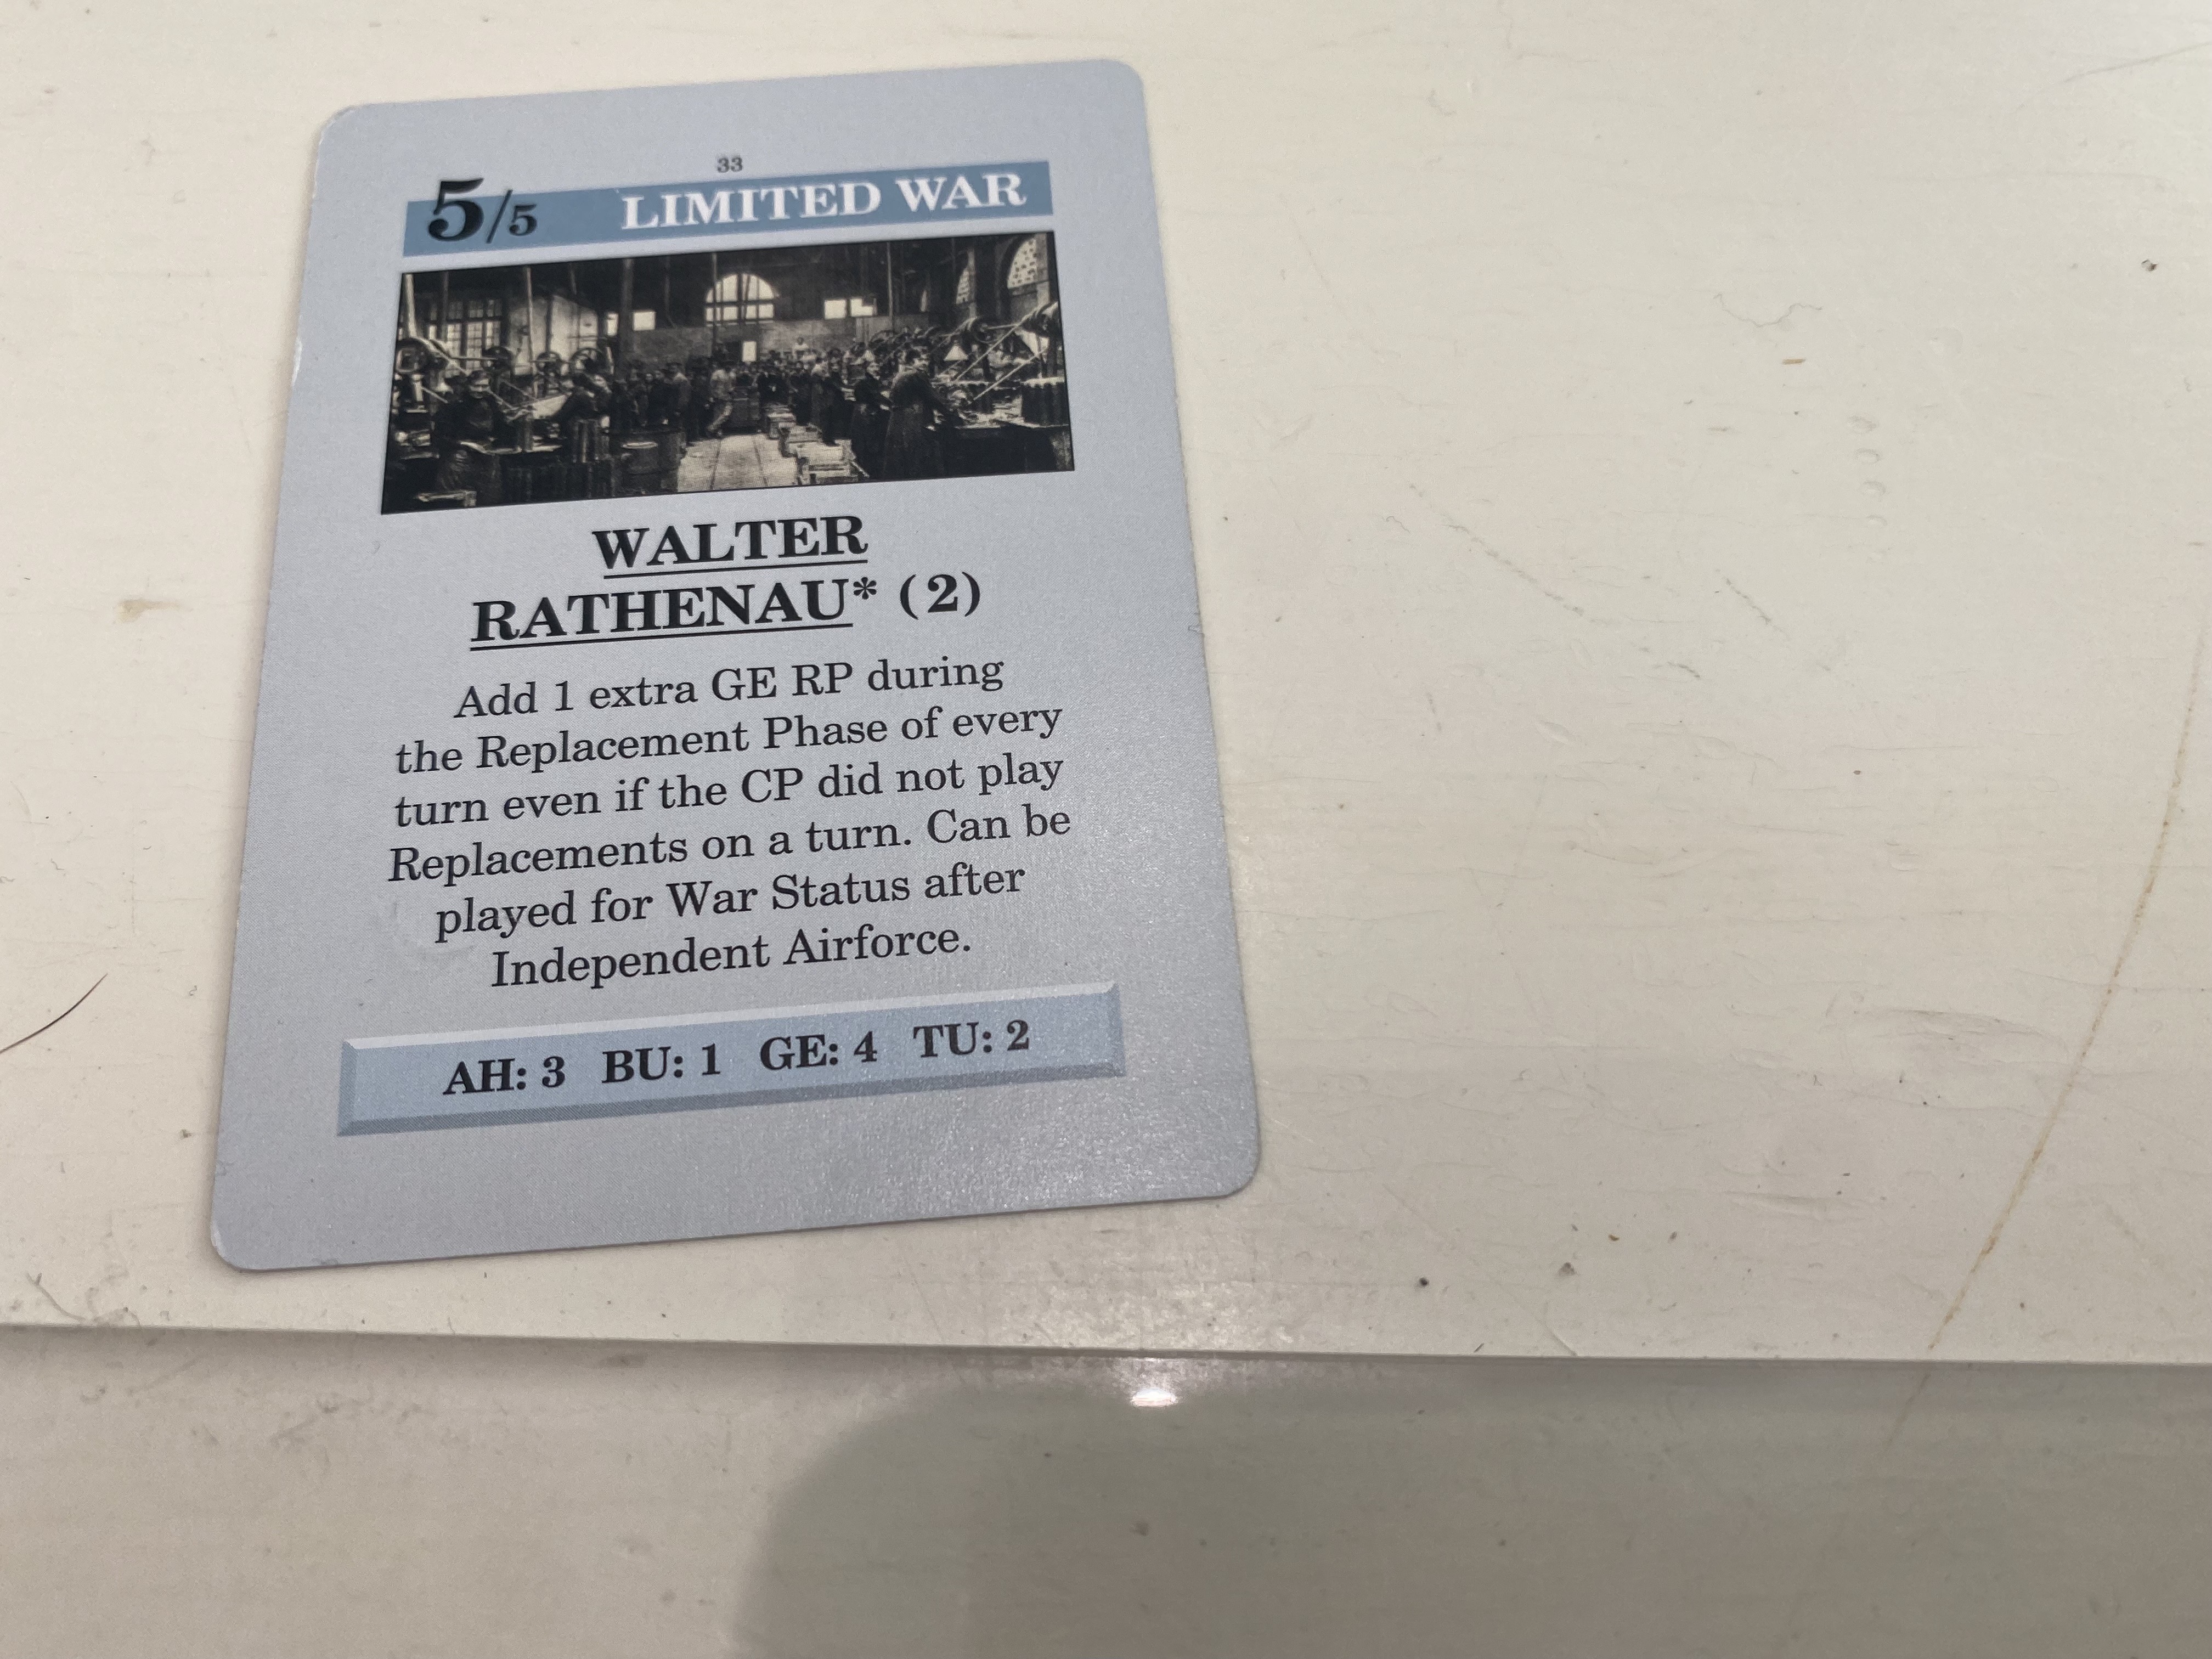 33
5/5 LIMITED WAR
WALTER
RATHENAU* (2)
Add 1 extra GE RP during
the Replacement Phase of every
turn even if the CP did not play
Replacements on a turn. Can be
played for War Status after
Independent Airforce.
AH: 3 BU: 1 GE: 4 TU: 2